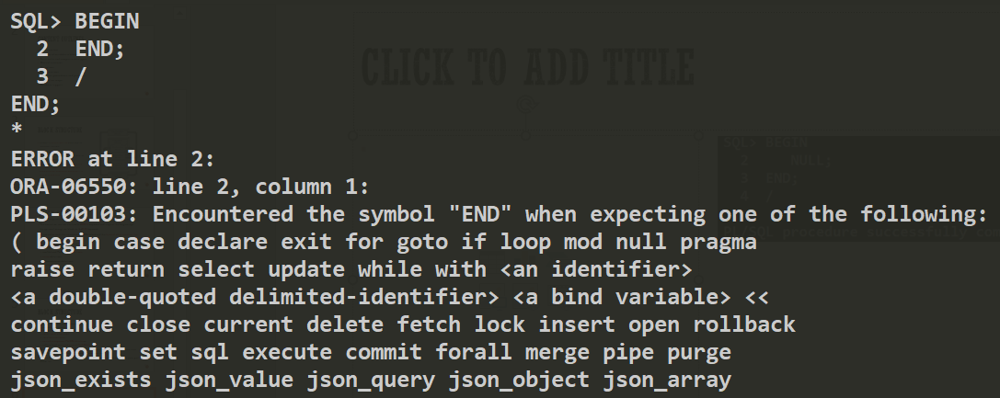 SQL> BEGIN
  2  END;
  3  /
END;
*
ERROR at line 2:
ORA-06550: line 2, column 1:
PLS-00103: Encountered the symbol "END" when expecting one of the following:
( begin case declare exit for goto if loop mod null pragma
raise return select update while with <an identifier>
<a double-quoted delimited-identifier> <a bind variable> <<
continue close current delete fetch lock insert open rollback
savepoint set sql execute commit forall merge pipe purge
json_exists json_value json_query json_object json_array
CLICK TO ADD TITLE
SQL> BEGIN
  2    NULL;
  3  END;
  4  /
procedure successfully